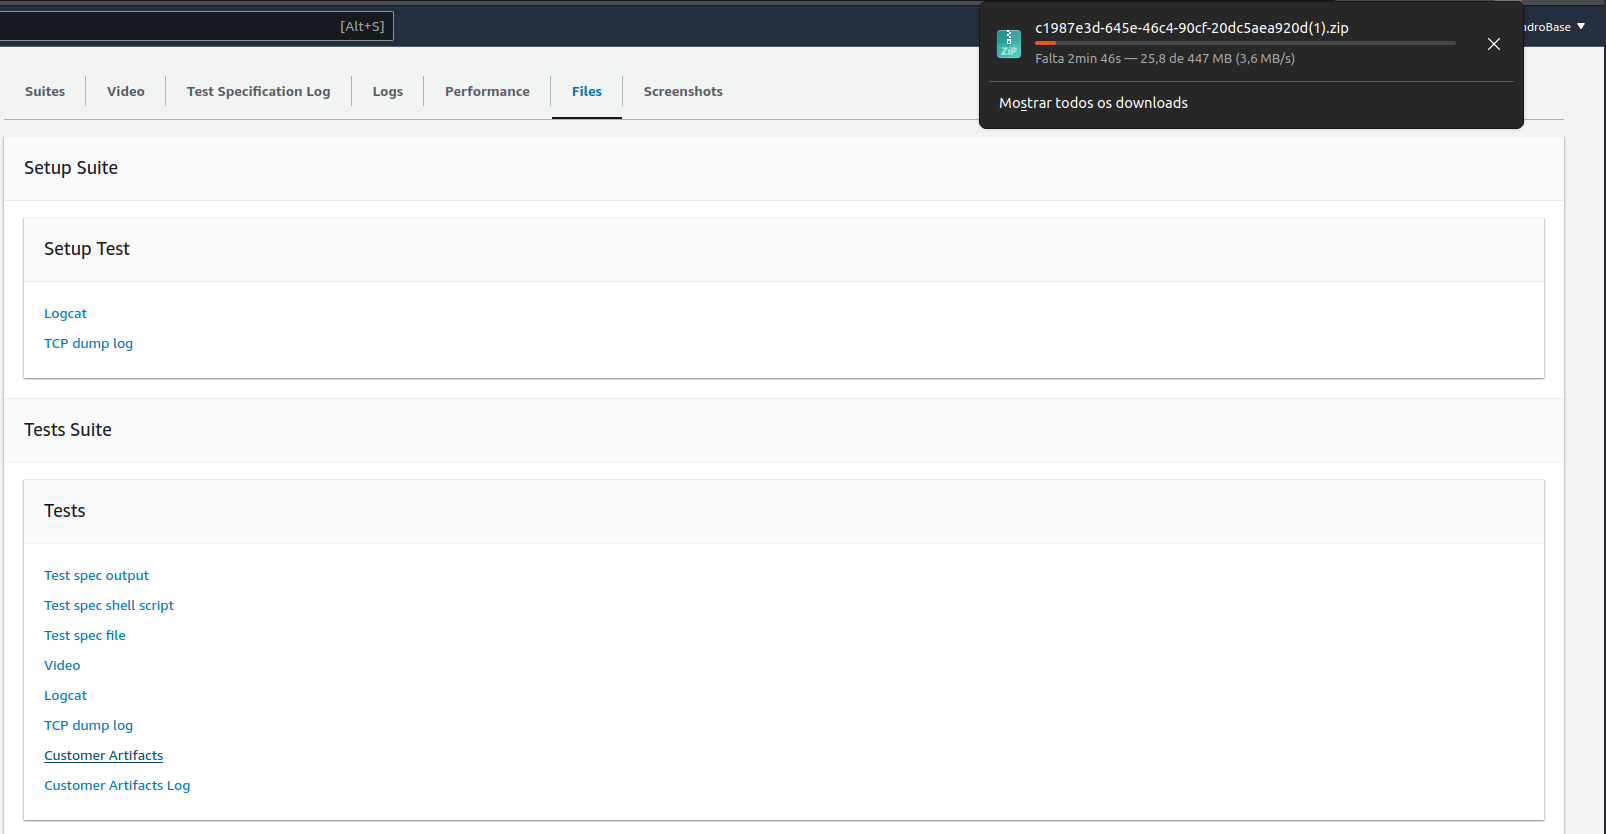 [Alt+S]
c1987e3d-645e-46c4-90cf-20dc5aea920d(1).zip
Falta 2min 46s — 25,8 de 447 MB (3,6 MB/s)
Mostrar todos os downloads
ZIP
Suites
Video
Test Specification Log
Logs
Performance
Files
Screenshots
Setup Suite
Setup Test
Logcat
TCP dump log
Tests Suite
Tests
Test spec output
Test spec shell script
Test spec file
Video
Logcat
TCP dump log
Customer Artifacts
Customer Artifacts Log